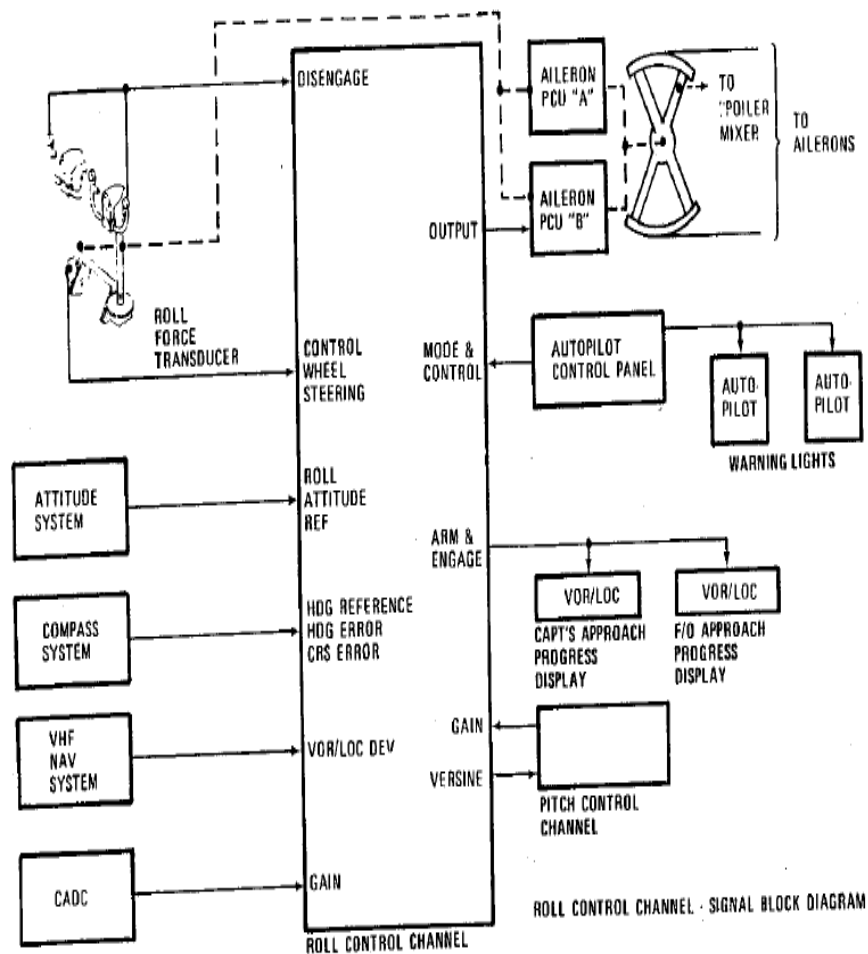 DISENGAGE
AILERON
PCU "A"
TO
"POILER
MIXER
TO
AILERONS
AILERON
PCU "B"
OUTPUT
ROLL
FORCE
TRANSDUCER
CONTROL
WHEEL
STEERING
MODE &
CONTROL
AUTOPILOT
CONTROL PANEL
AUTO-
PILOT
AUTO-
PILOT
WARNING LIGHTS
ATTITUDE
SYSTEM
ROLL
ATTITUDE
REF
ARM &
ENGAGE
VOR/LOC
CAPT'S APPROACH
PROGRESS
DISPLAY
VOR/LOC
F/O APPROACH
PROGRESS
DISPLAY
COMPASS
SYSTEM
HDG REFERENCE
HDG ERROR
CRS ERROR
VHF
NAV
SYSTEM
VOR/LOC DEV
GAIN
VERSINE
PITCH CONTROL
CHANNEL
CADC
GAIN
ROLL CONTROL CHANNEL
ROLL CONTROL CHANNEL - SIGNAL BLOCK DIAGRAM